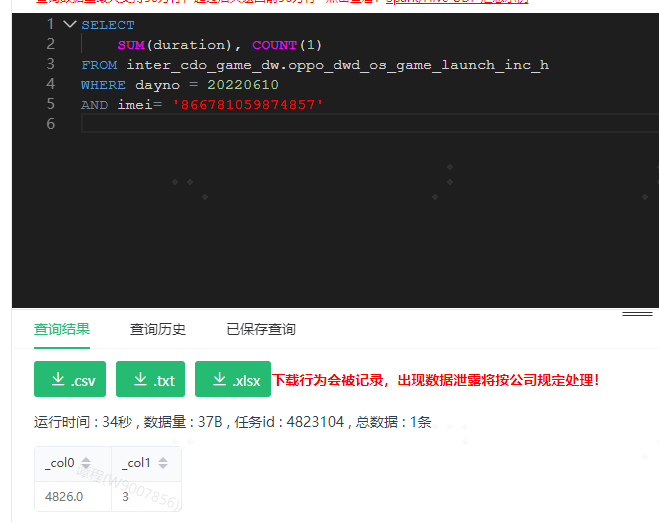 1 SELECT
2 SUM(duration), COUNT(1)
3 FROM inter_cdo_game_dw.oppo_dwd_os_game_launch_inc_h
4 WHERE dayno = 20220610
5 AND imei= '866781059874857'
6
查询结果 查询历史 已保存查询
.csv .txt .xlsx 下载行为会被记录，出现数据泄露将按公司规定处理！
运行时间 : 34秒 , 数据量 : 37B , 任务id : 4823104 , 总数据 : 1条
_col0 _col1
4826.0 3
(W9007856)